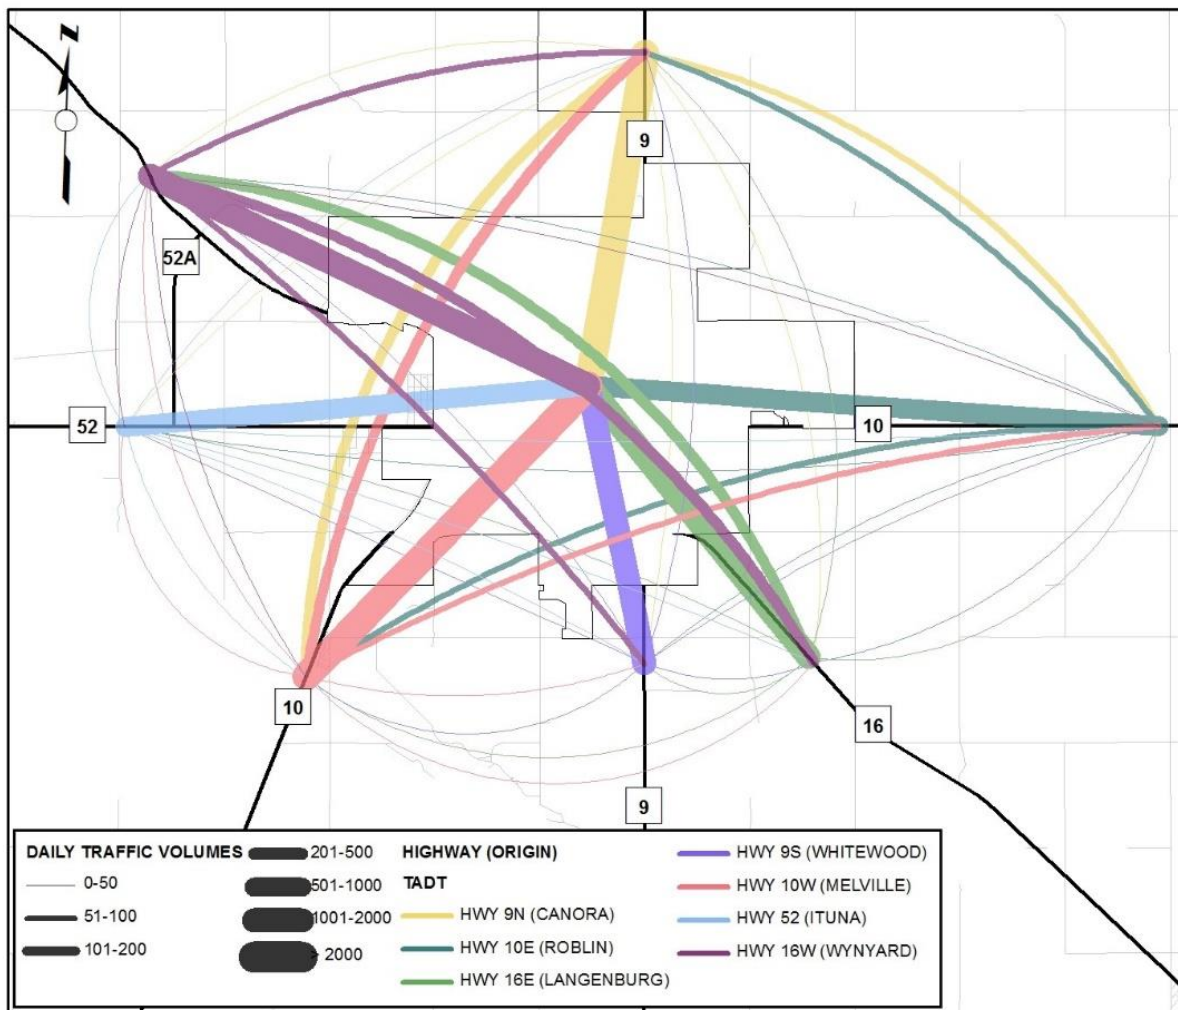 z
9
52A
52
10
10
16
9
DAILY TRAFFIC VOLUMES
0-50
51-100
101-200
201-500
501-1000
1001-2000
> 2000
HIGHWAY (ORIGIN)
TADT
HWY 9N (CANORA)
HWY 10E (ROBLIN)
HWY 16E (LANGENBURG)
HWY 9S (WHITEWOOD)
HWY 10W (MELVILLE)
HWY 52 (ITUNA)
HWY 16W (WYNYARD)